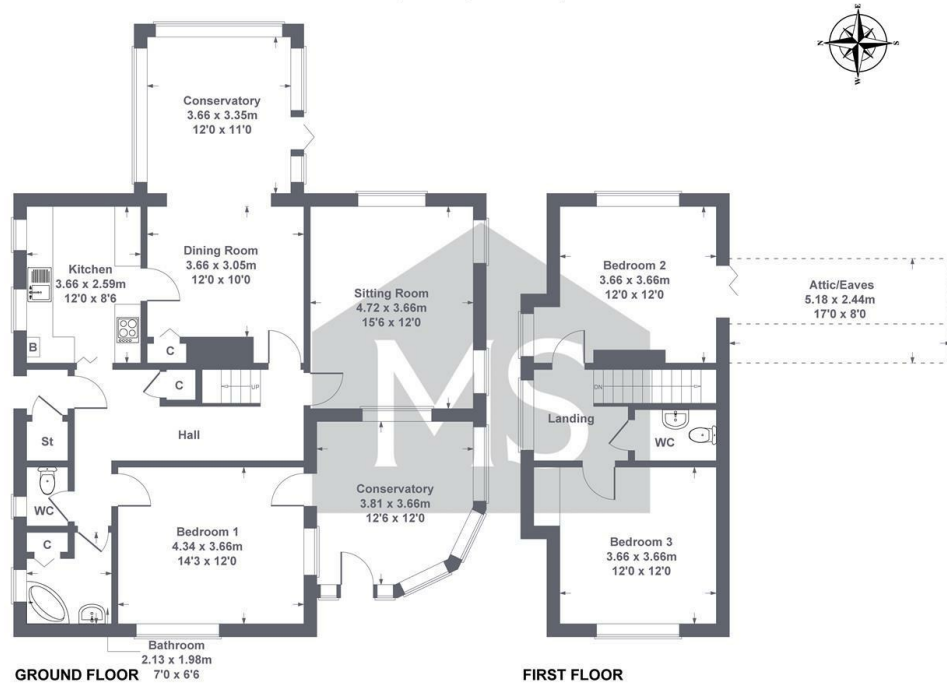 E
N
S
W
Conservatory
3.66 x 3.35m
12'0 x 11'0
Kitchen
3.66 x 2.59m
12'0 x 8'6
B
Dining Room
3.66 x 3.05m
12'0 x 10'0
C
Sitting Room
4.72 x 3.66m
15'6 x 12'0
C
UP
St
Hall
WC
C
Bedroom 1
4.34 x 3.66m
14'3 x 12'0
Conservatory
3.81 x 3.66m
12'6 x 12'0
Bathroom
2.13 x 1.98m
7'0 x 6'6
GROUND FLOOR
MS
Bedroom 2
3.66 x 3.66m
12'0 x 12'0
Attic/Eaves
5.18 x 2.44m
17'0 x 8'0
DN
Landing
WC
Bedroom 3
3.66 x 3.66m
12'0 x 12'0
FIRST FLOOR